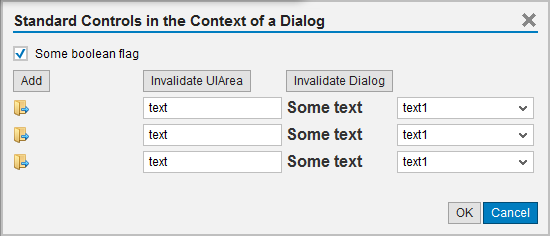 Standard Controls in the Context of a Dialog
Some boolean flag
Add Invalidate UIArea Invalidate Dialog
text Some text text1
text Some text text1
text Some text text1
OK Cancel